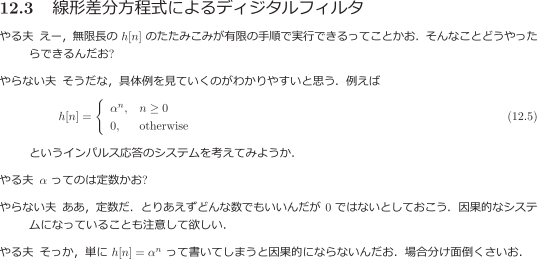 12.3 線形差分方程式によるディジタルフィルタ
やる夫 えー，無限長の h[n] のたたみこみが有限の手順で実行できるってことかお．そんなことどうやった
らできるんだお?
やらない夫 そうだな，具体例を見ていくのがわかりやすいと思う．例えば
h[n] = { α^n, n ≥ 0
0, otherwise (12.5)
というインパルス応答のシステムを考えてみようか．
やる夫 α ってのは定数かお?
やらない夫 ああ，定数だ．とりあえずどんな数でもいいんだが 0 ではないとしておこう．因果的なシステ
ムになっていることも注意して欲しい．
やる夫 そっか，単に h[n] = α^n って書いてしまうと因果的にならないんだお．場合分け面倒くさいお．